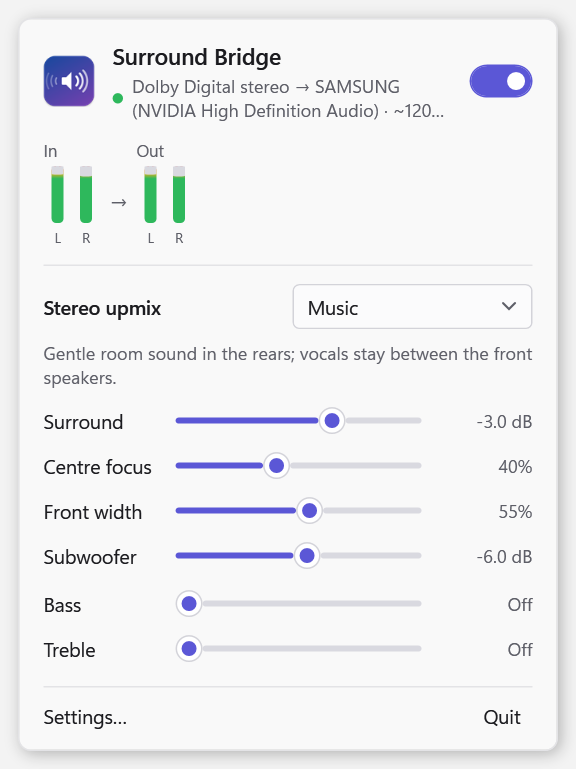 Surround Bridge
Dolby Digital stereo → SAMSUNG
(NVIDIA High Definition Audio) · ~120...
In
Out
→
L
R
L
R
Stereo upmix
Music
Gentle room sound in the rears; vocals stay between the front
speakers.
Surround
-3.0 dB
Centre focus
40%
Front width
55%
Subwoofer
-6.0 dB
Bass
Off
Treble
Off
Settings...
Quit